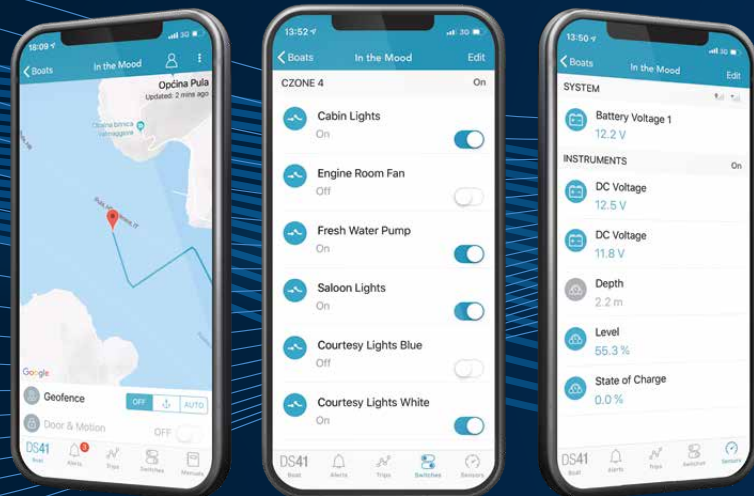 18:09
3G
Boats
In the Mood
Općina Pula
Updated: 2 mins ago
Google
Geofence
OFF
AUTO
Door & Motion
OFF
DS41
3
Boat
Alerts
Trips
Switches
Manuals
13:52
3G
Boats
In the Mood
Edit
CZONE 4
On
Cabin Lights
On
Engine Room Fan
Off
Fresh Water Pump
On
Saloon Lights
On
Courtesy Lights Blue
Off
Courtesy Lights White
On
DS41
Boat
Alerts
Trips
Switches
Sensors
13:50
3G
Boats
In the Mood
Edit
SYSTEM
Battery Voltage 1
12.2 V
INSTRUMENTS
On
DC Voltage
12.5 V
DC Voltage
11.8 V
Depth
2.2 m
Level
55.3 %
State of Charge
0.0 %
DS41
Boat
Alerts
Trips
Switches
Sensors